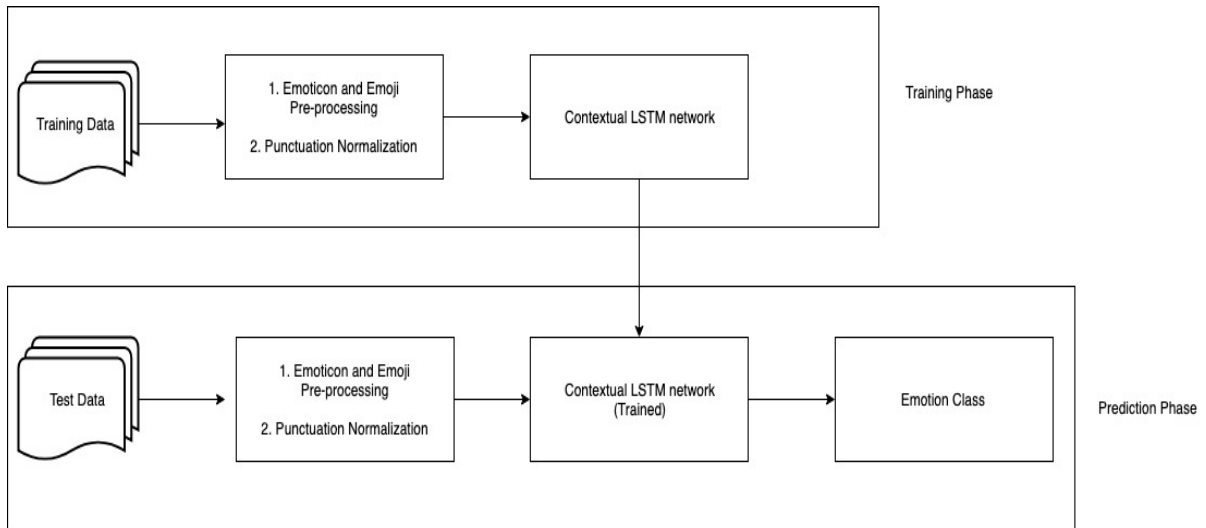 Training Data
1. Emoticon and Emoji
Pre-processing
2. Punctuation Normalization
Contextual LSTM network
Training Phase
Test Data
1. Emoticon and Emoji
Pre-processing
2. Punctuation Normalization
Contextual LSTM network
(Trained)
Emotion Class
Prediction Phase